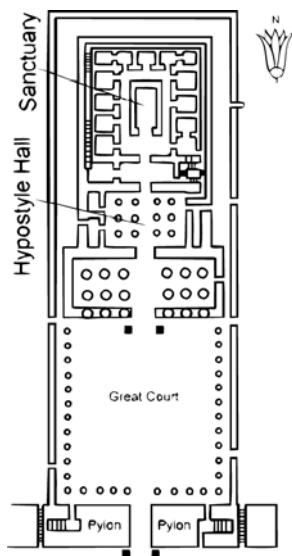 N
Sanctuary
Hypostyle Hall
Great Court
Pylon Pylon